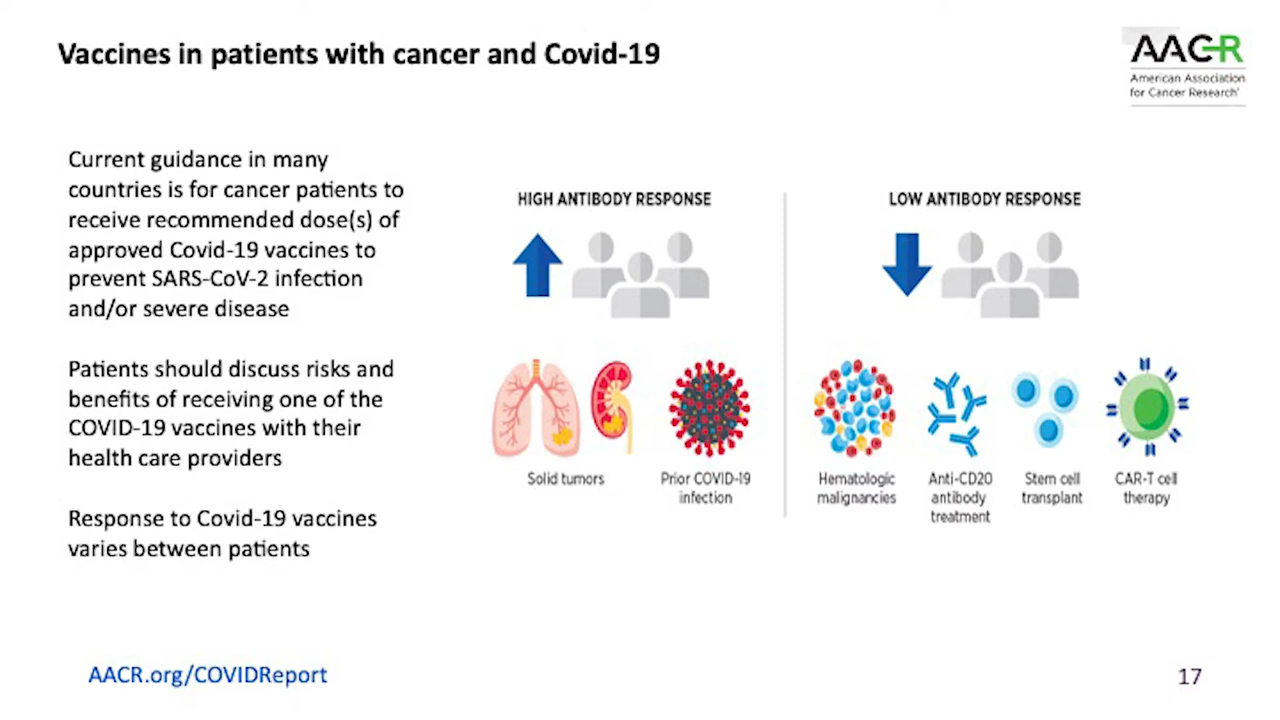 Vaccines in patients with cancer and Covid-19
AACR
American Association
for Cancer Research®
Current guidance in many
countries is for cancer patients to
receive recommended dose(s) of
approved Covid-19 vaccines to
prevent SARS-CoV-2 infection
and/or severe disease
Patients should discuss risks and
benefits of receiving one of the
COVID-19 vaccines with their
health care providers
Response to Covid-19 vaccines
varies between patients
HIGH ANTIBODY RESPONSE
Solid tumors
Prior COVID-19
infection
LOW ANTIBODY RESPONSE
Hematologic
malignancies
Anti-CD20
antibody
treatment
Stem cell
transplant
CAR-T cell
therapy
AACR.org/COVIDReport
17